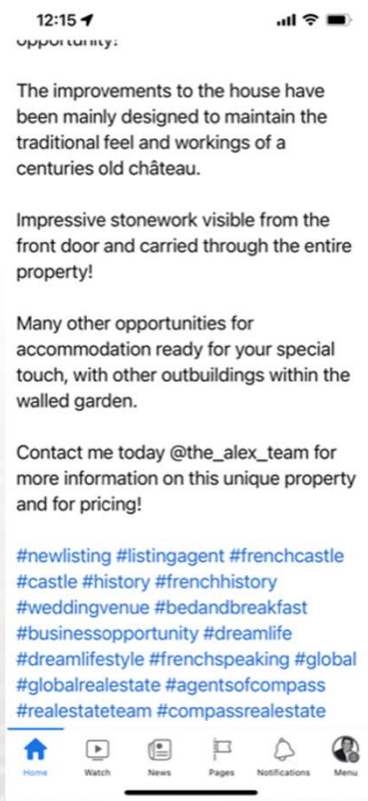 12:15
opportunity!
The improvements to the house have
been mainly designed to maintain the
traditional feel and workings of a
centuries old château.
Impressive stonework visible from the
front door and carried through the entire
property!
Many other opportunities for
accommodation ready for your special
touch, with other outbuildings within the
walled garden.
Contact me today @the_alex_team for
more information on this unique property
and for pricing!
#newlisting #listingagent #frenchcastle
#castle #history #frenchhistory
#weddingvenue #bedandbreakfast
#businessopportunity #dreamlife
#dreamlifestyle #frenchspeaking #global
#globalrealestate #agentsofcompass
#realestateteam #compassrealestate
Home Watch News Pages Notifications Menu